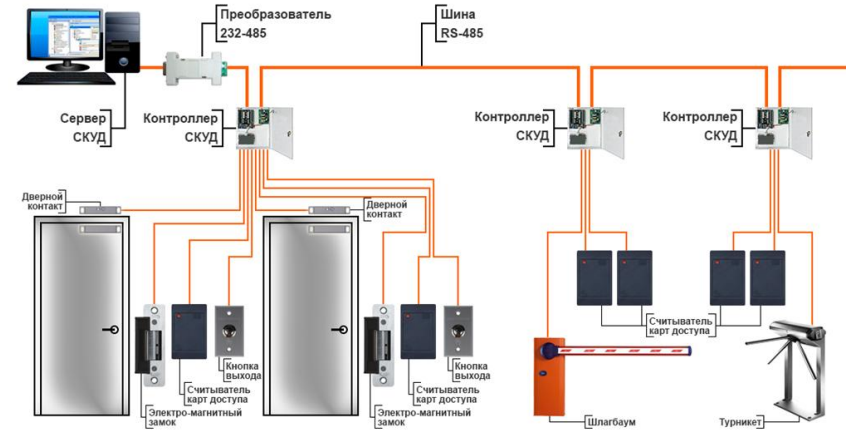 Преобразователь
232-485
Шина
RS-485
Сервер
СКУД
Контроллер
СКУД
Контроллер
СКУД
Контроллер
СКУД
Дверной
контакт
Дверной
контакт
Считыватель
карт доступа
Кнопка
выхода
Кнопка
выхода
Считыватель
карт доступа
Считыватель
карт доступа
Электро-магнитный
замок
Электро-магнитный
замок
Шлагбаум
Турникет